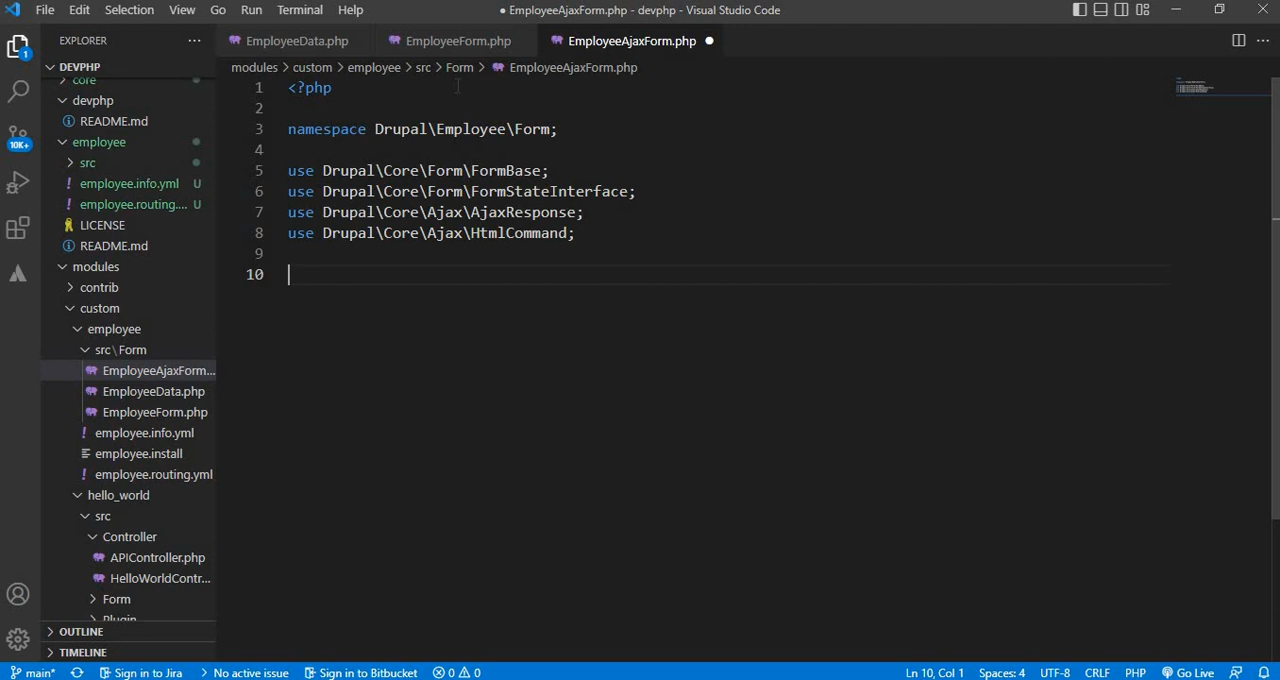 File Edit Selection View Go Run Terminal Help
● EmployeeAjaxForm.php - devphp - Visual Studio Code
EXPLORER ...
EmployeeData.php
EmployeeForm.php
EmployeeAjaxForm.php
DEVPHP
modules > custom > employee > src > Form > EmployeeAjaxForm.php
core
devphp
README.md
employee
src
employee.info.yml U
employee.routing.... U
LICENSE
README.md
modules
contrib
custom
employee
src\Form
EmployeeAjaxForm...
EmployeeData.php
EmployeeForm.php
employee.info.yml
employee.install
employee.routing.yml
hello_world
src
Controller
APIController.php
HelloWorldContr...
Form
Plugin
OUTLINE
TIMELINE
1
10K+
1 <?php
2
3 namespace Drupal\Employee\Form;
4
5 use Drupal\Core\Form\FormBase;
6 use Drupal\Core\Form\FormStateInterface;
7 use Drupal\Core\Ajax\AjaxResponse;
8 use Drupal\Core\Ajax\HtmlCommand;
9
10
main* Sign in to Jira No active issue Sign in to Bitbucket 0 0 Ln 10, Col 1 Spaces: 4 UTF-8 CRLF PHP Go Live